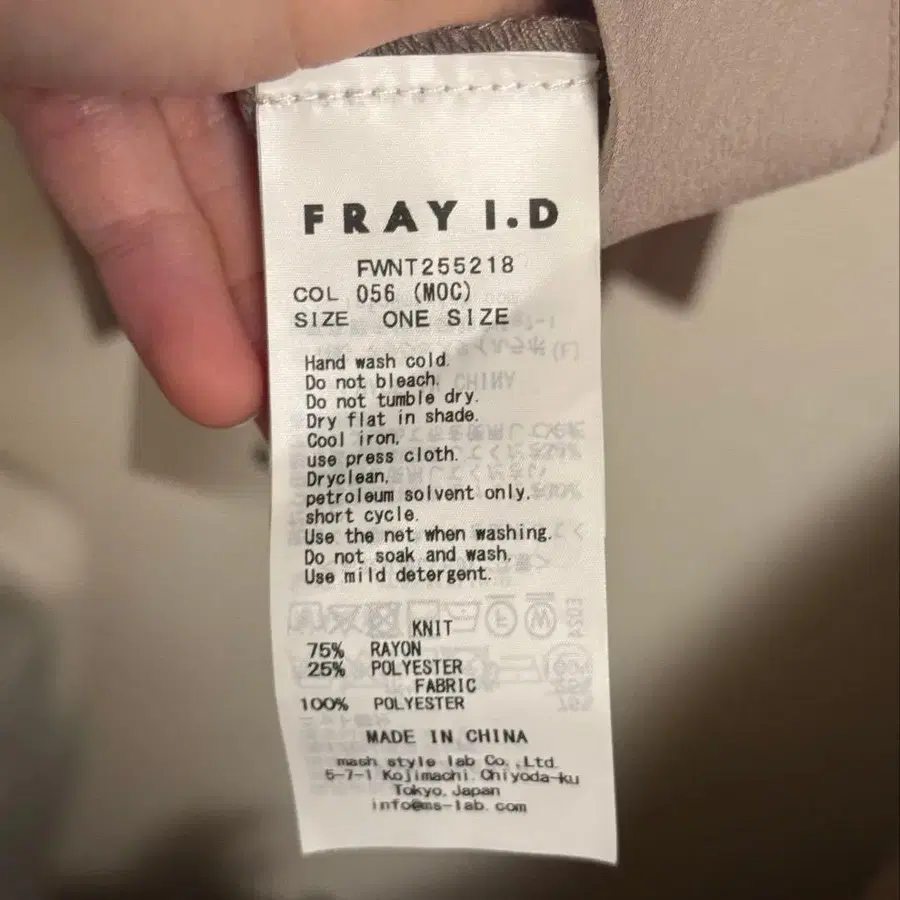 FRAY I.D
FWNT255218
COL 056 (MOC)
SIZE ONE SIZE
Hand wash cold.
Do not bleach.
Do not tumble dry.
Dry flat in shade.
Cool iron,
use press cloth.
Dryclean,
petroleum solvent only,
short cycle.
Use the net when washing.
Do not soak and wash,
Use mild detergent.
KNIT
75% RAYON
25% POLYESTER
FABRIC
100% POLYESTER
MADE IN CHINA
mash style lab Co.,Ltd.
5-7-1 Kojimachi, Chiyoda-ku
Tokyo, Japan
info@ms-lab.com